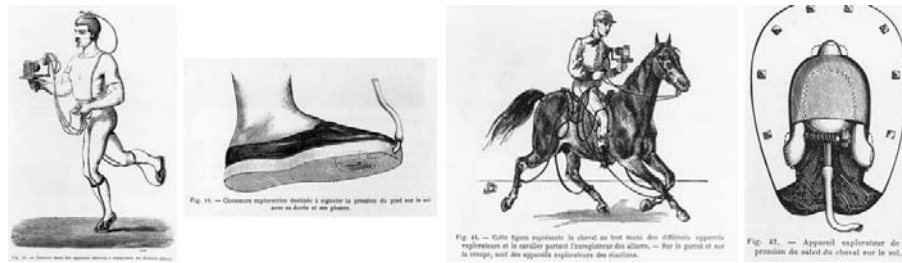 Fig. 18. — Chaussure exploratrice destinée à signaler la pression du pied sur le sol
avec sa durée et ses phases.
Fig. 44. — Cette figure représente le cheval au trot muni des différents appareils
explorateurs et le cavalier portant l'enregistreur des allures. — Sur le garrot et sur
la croupe, sont des appareils explorateurs des réactions.
Fig. 42. — Appareil explorateur de
pression du sabot du cheval sur le sol.